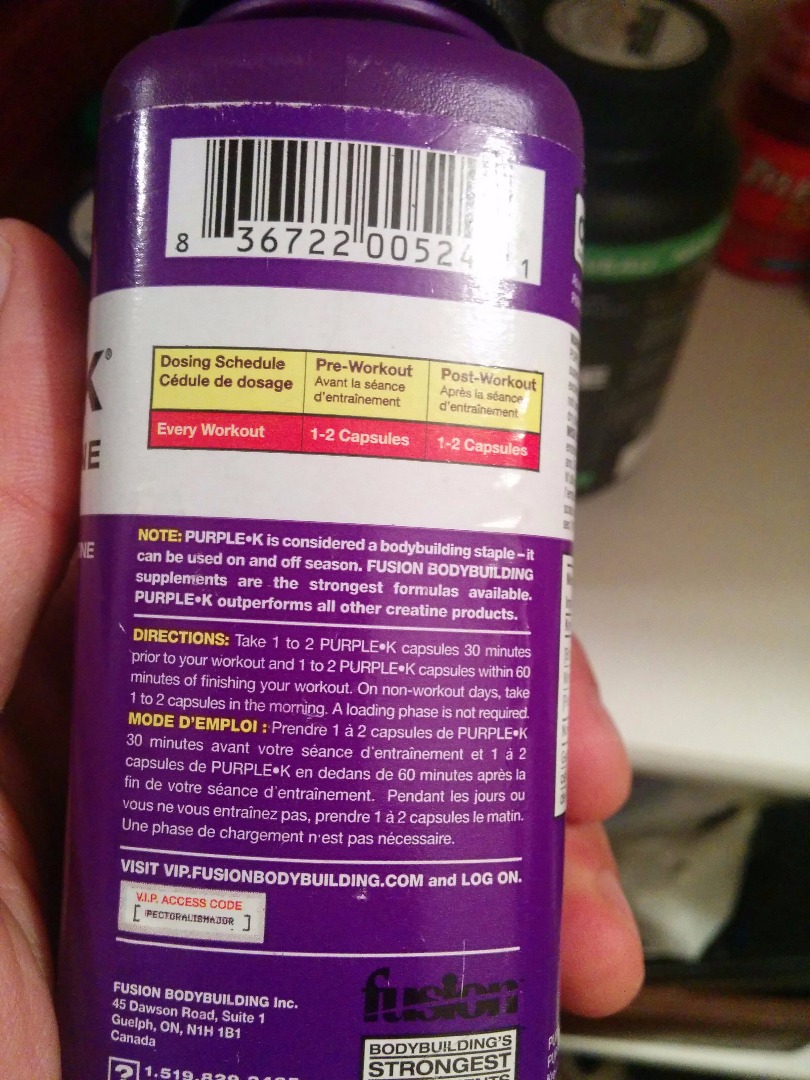 8 36722 00524 1
K®
NE
NE
Dosing Schedule
Cédule de dosage
Pre-Workout
Avant la séance
d'entraînement
Post-Workout
Après la séance
d'entraînement
Every Workout
1-2 Capsules
1-2 Capsules
NOTE: PURPLE•K is considered a bodybuilding staple – it
can be used on and off season. FUSION BODYBUILDING
supplements are the strongest formulas available.
PURPLE•K outperforms all other creatine products.
DIRECTIONS: Take 1 to 2 PURPLE•K capsules 30 minutes
prior to your workout and 1 to 2 PURPLE•K capsules within 60
minutes of finishing your workout. On non-workout days, take
1 to 2 capsules in the morning. A loading phase is not required.
MODE D'EMPLOI : Prendre 1 à 2 capsules de PURPLE•K
30 minutes avant votre séance d'entraînement et 1 à 2
capsules de PURPLE•K en dedans de 60 minutes après la
fin de votre séance d'entraînement. Pendant les jours ou
vous ne vous entraînez pas, prendre 1 à 2 capsules le matin.
Une phase de chargement n'est pas nécessaire.
VISIT VIP.FUSIONBODYBUILDING.COM and LOG ON.
V.I.P. ACCESS CODE
[ PECTORALISMAJOR ]
FUSION BODYBUILDING Inc.
45 Dawson Road, Suite 1
Guelph, ON, N1H 1B1
Canada
? 1.519.829
fusion
BODYBUILDING'S
STRONGEST